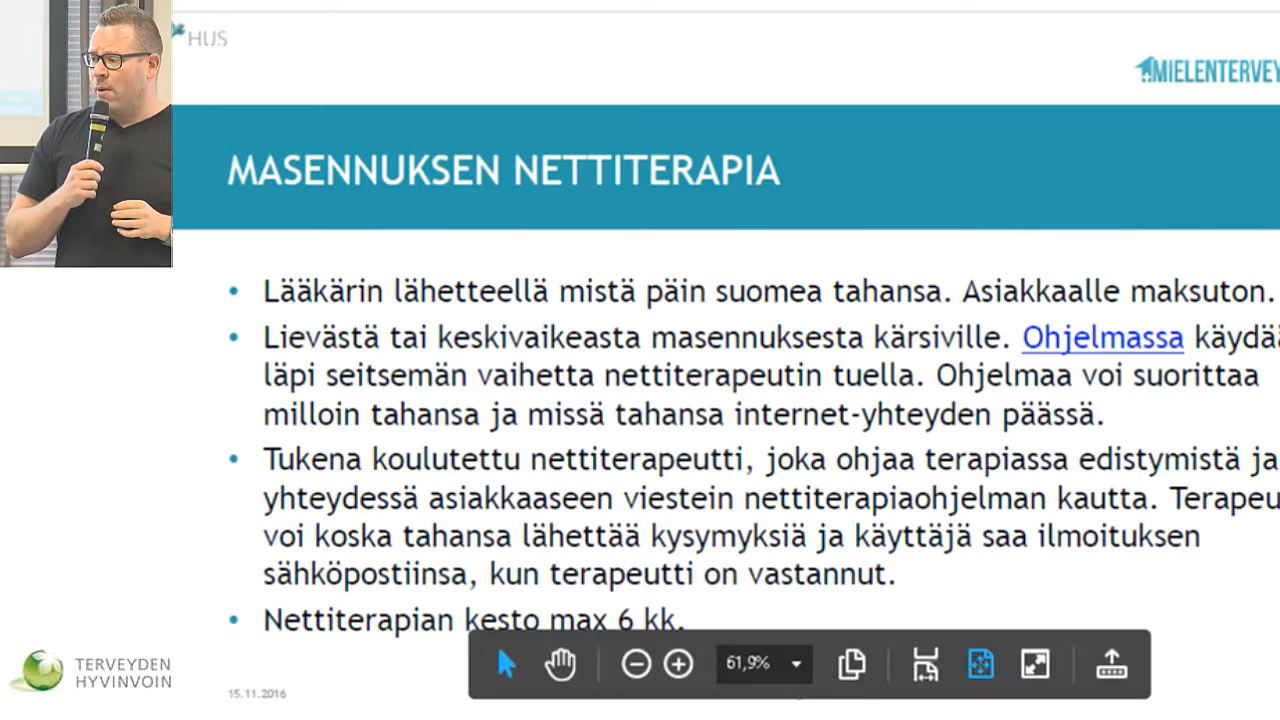 HUS
MIELENTERVEY
MASENNUKSEN NETTITERAPIA
• Lääkärin lähetteellä mistä päin suomea tahansa. Asiakkaalle maksuton.
• Lievästä tai keskivaikeasta masennuksesta kärsiville. Ohjelmassa käydää
läpi seitsemän vaihetta nettiterapeutin tuella. Ohjelmaa voi suorittaa
milloin tahansa ja missä tahansa internet-yhteyden päässä.
• Tukena koulutettu nettiterapeutti, joka ohjaa terapiassa edistymistä ja
yhteydessä asiakkaaseen viestein nettiterapiaohjelman kautta. Terapeu
voi koska tahansa lähettää kysymyksiä ja käyttäjä saa ilmoituksen
sähköpostiinsa, kun terapeutti on vastannut.
• Nettiterapian kesto max 6 kk.
61,9%
TERVEYDEN
HYVINVOIN
15.11.2016